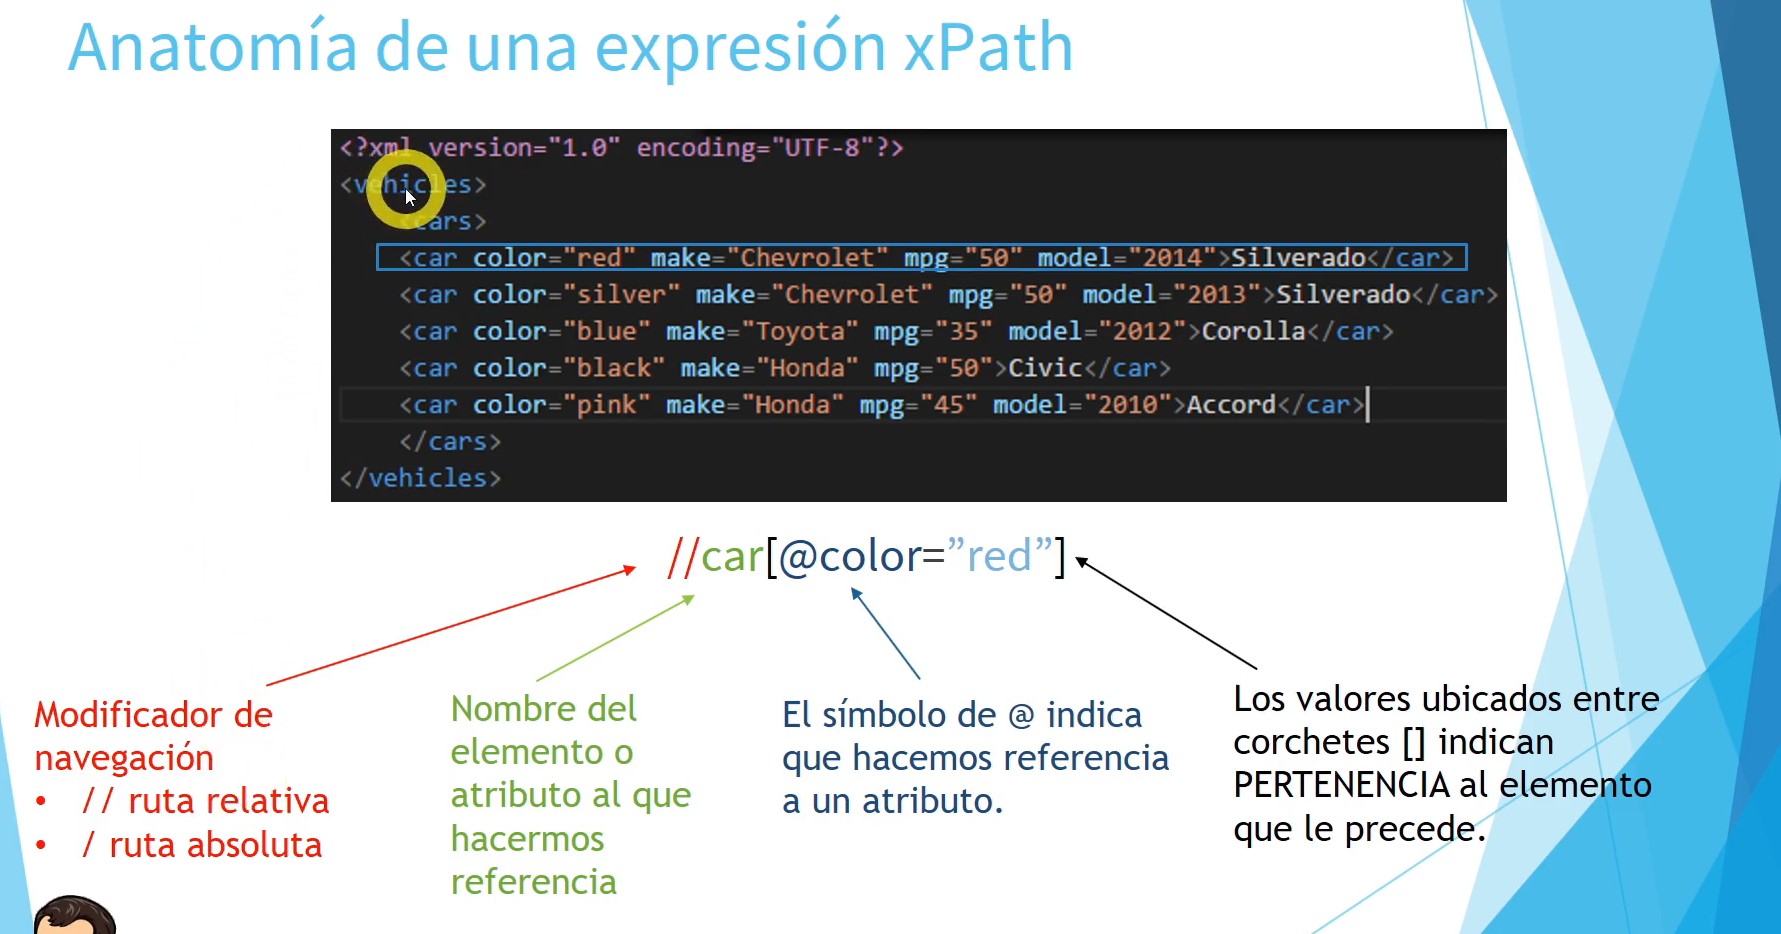 Anatomía de una expresión xPath
<?xml version="1.0" encoding="UTF-8"?>
<vehicles>
<cars>
<car color="red" make="Chevrolet" mpg="50" model="2014">Silverado</car>
<car color="silver" make="Chevrolet" mpg="50" model="2013">Silverado</car>
<car color="blue" make="Toyota" mpg="35" model="2012">Corolla</car>
<car color="black" make="Honda" mpg="50">Civic</car>
<car color="pink" make="Honda" mpg="45" model="2010">Accord</car>
</cars>
</vehicles>
//car[@color=”red”]
Modificador de
navegación
• // ruta relativa
• / ruta absoluta
Nombre del
elemento o
atributo al que
hacermos
referencia
El símbolo de @ indica
que hacemos referencia
a un atributo.
Los valores ubicados entre
corchetes [] indican
PERTENENCIA al elemento
que le precede.